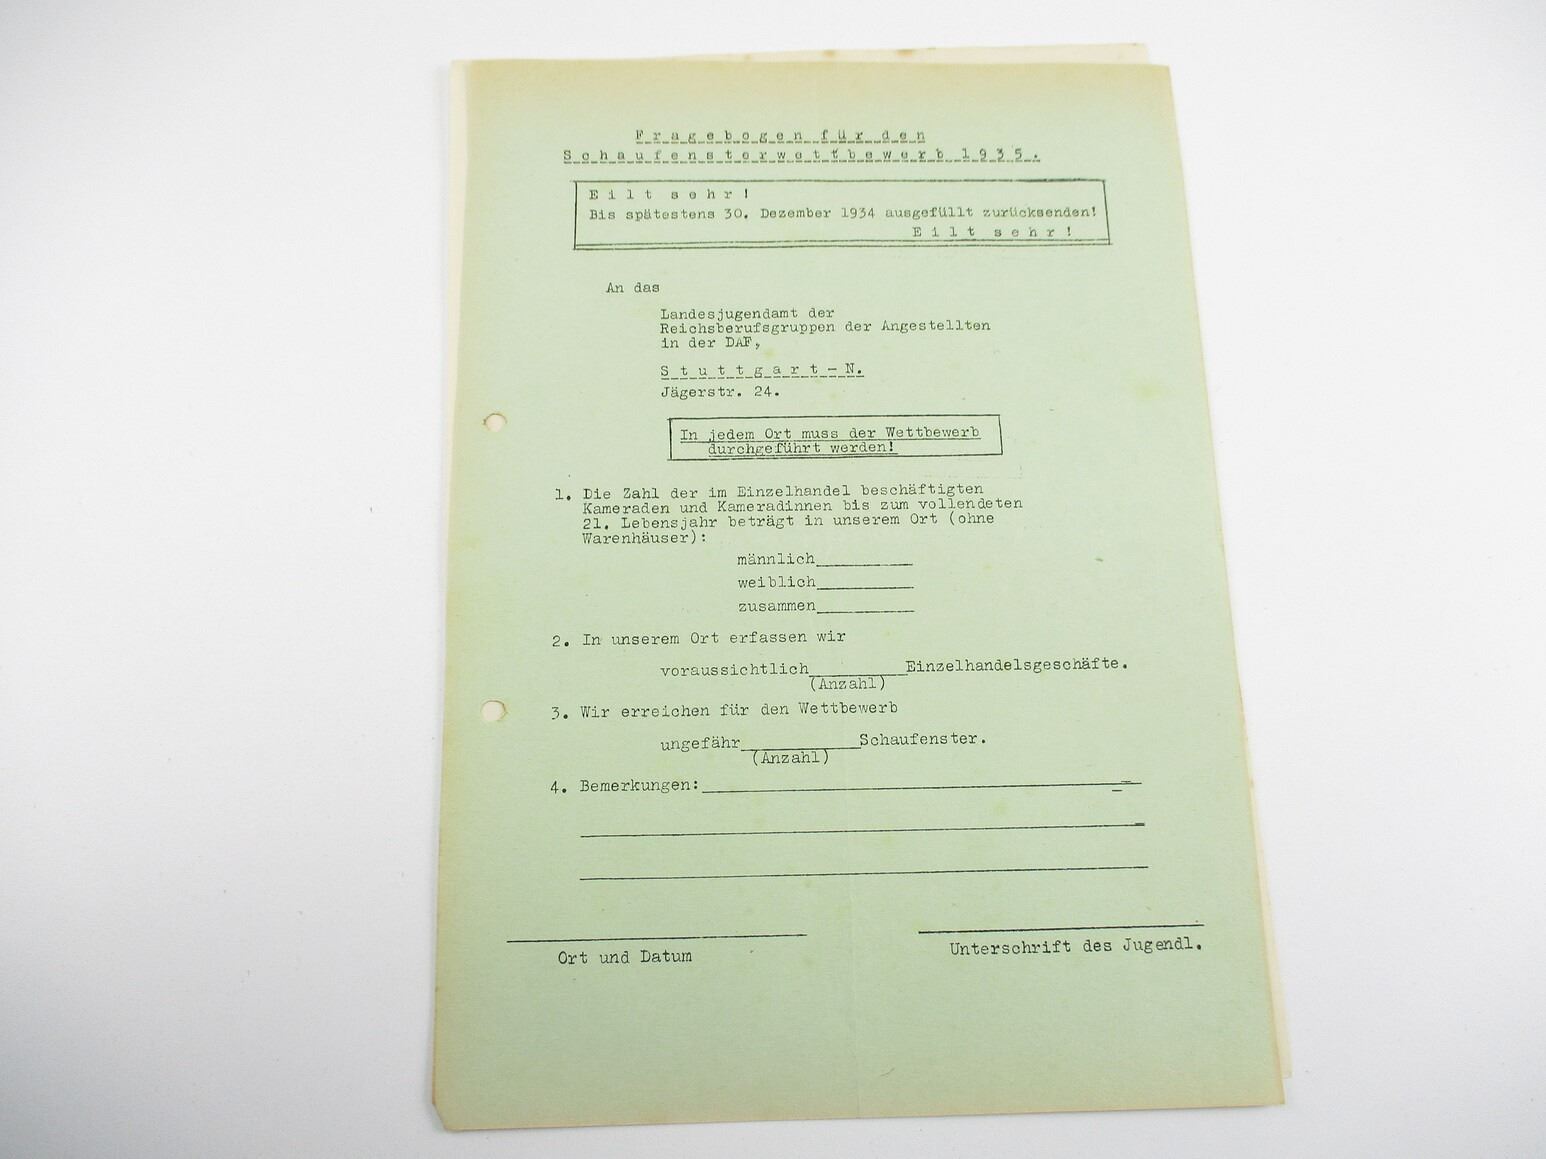 Fragebogen für den
Schaufensterwettbewerb 1935.
Eilt sehr!
Bis spätestens 30. Dezember 1934 ausgefüllt zurücksenden!
Eilt sehr!
An das
Landesjugendamt der
Reichsberufsgruppen der Angestellten
in der DAF,
Stuttgart-N.
Jägerstr. 24.
In jedem Ort muss der Wettbewerb
durchgeführt werden!
1. Die Zahl der im Einzelhandel beschäftigten
Kameraden und Kameradinnen bis zum vollendeten
21. Lebensjahr beträgt in unserem Ort (ohne
Warenhäuser):
männlich
weiblich
zusammen
2. In unserem Ort erfassen wir
voraussichtlich Einzelhandelsgeschäfte.
(Anzahl)
3. Wir erreichen für den Wettbewerb
ungefähr Schaufenster.
(Anzahl)
4. Bemerkungen:
Ort und Datum
Unterschrift des Jugendl.